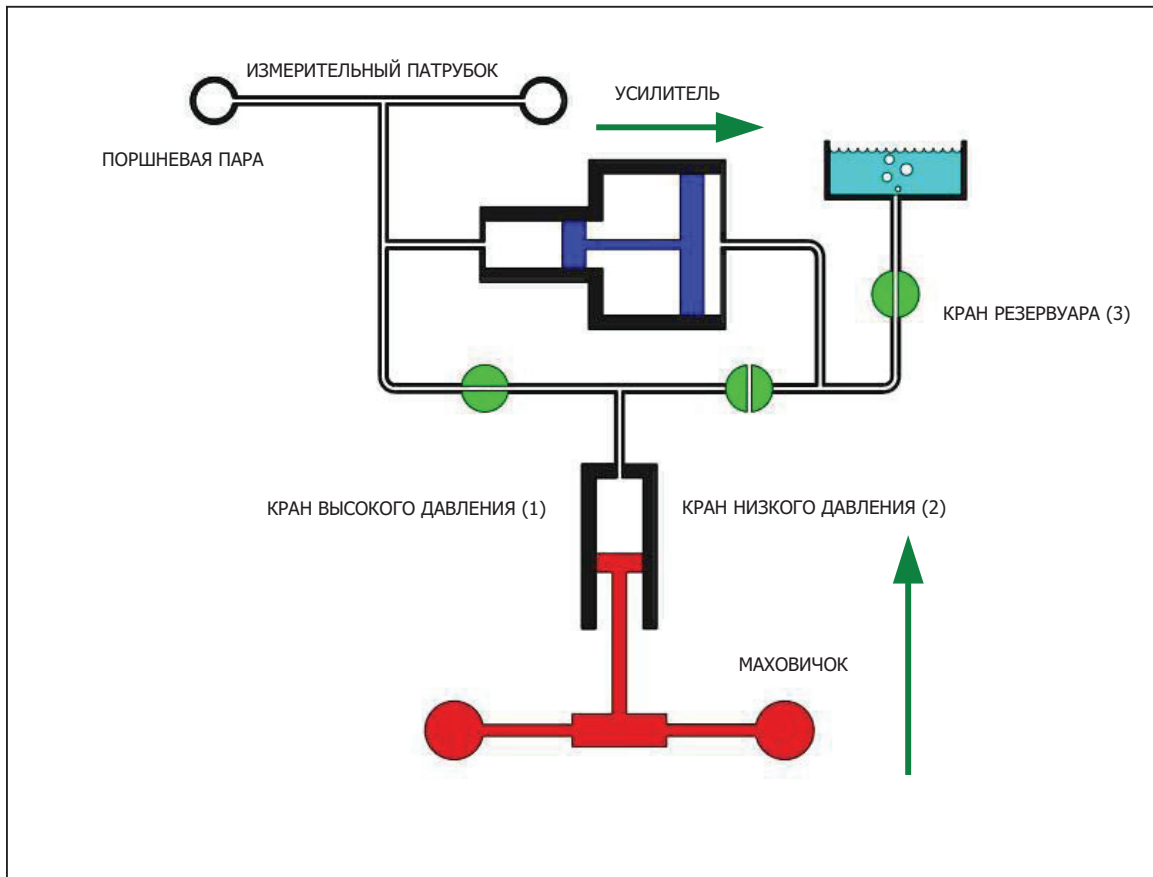 ИЗМЕРИТЕЛЬНЫЙ ПАТРУБОК
УСИЛИТЕЛЬ
ПОРШНЕВАЯ ПАРА
КРАН РЕЗЕРВУАРА (3)
КРАН ВЫСОКОГО ДАВЛЕНИЯ (1)
КРАН НИЗКОГО ДАВЛЕНИЯ (2)
МАХОВИЧОК